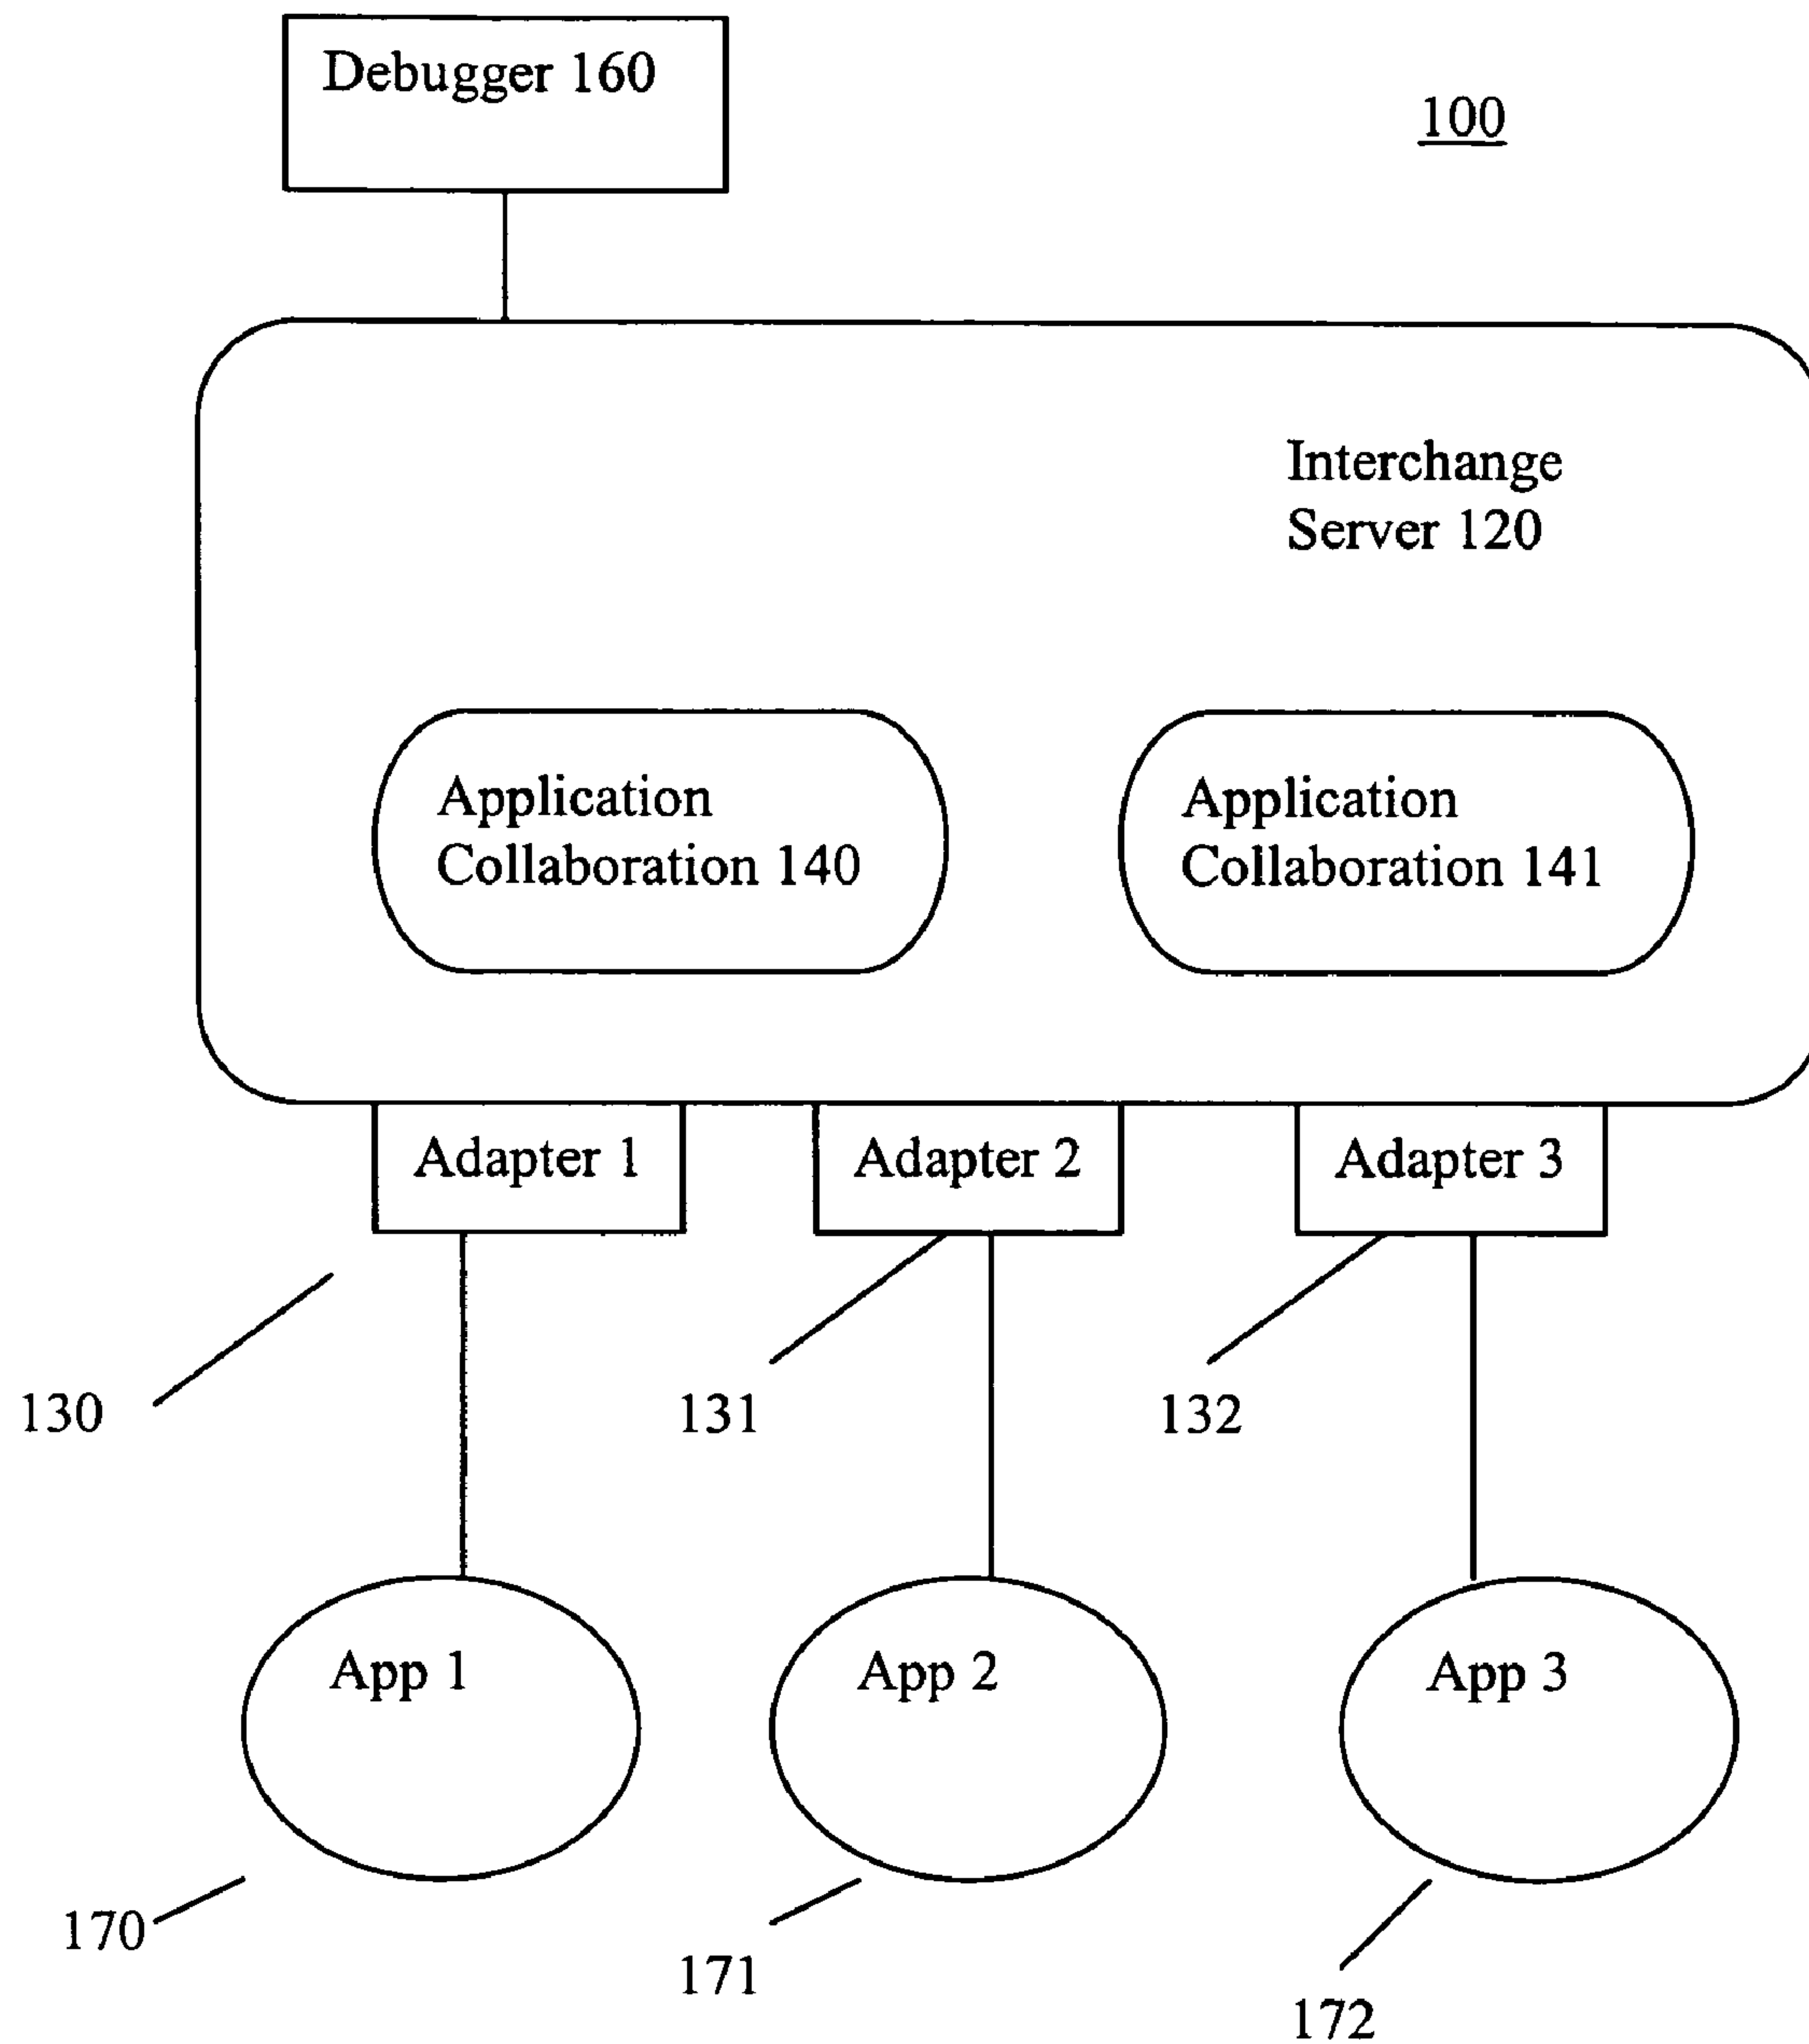 Debugger 160
100
Interchange
Server 120
Application
Collaboration 140
Application
Collaboration 141
Adapter 1
Adapter 2
Adapter 3
130
131
132
App 1
App 2
App 3
170
171
172